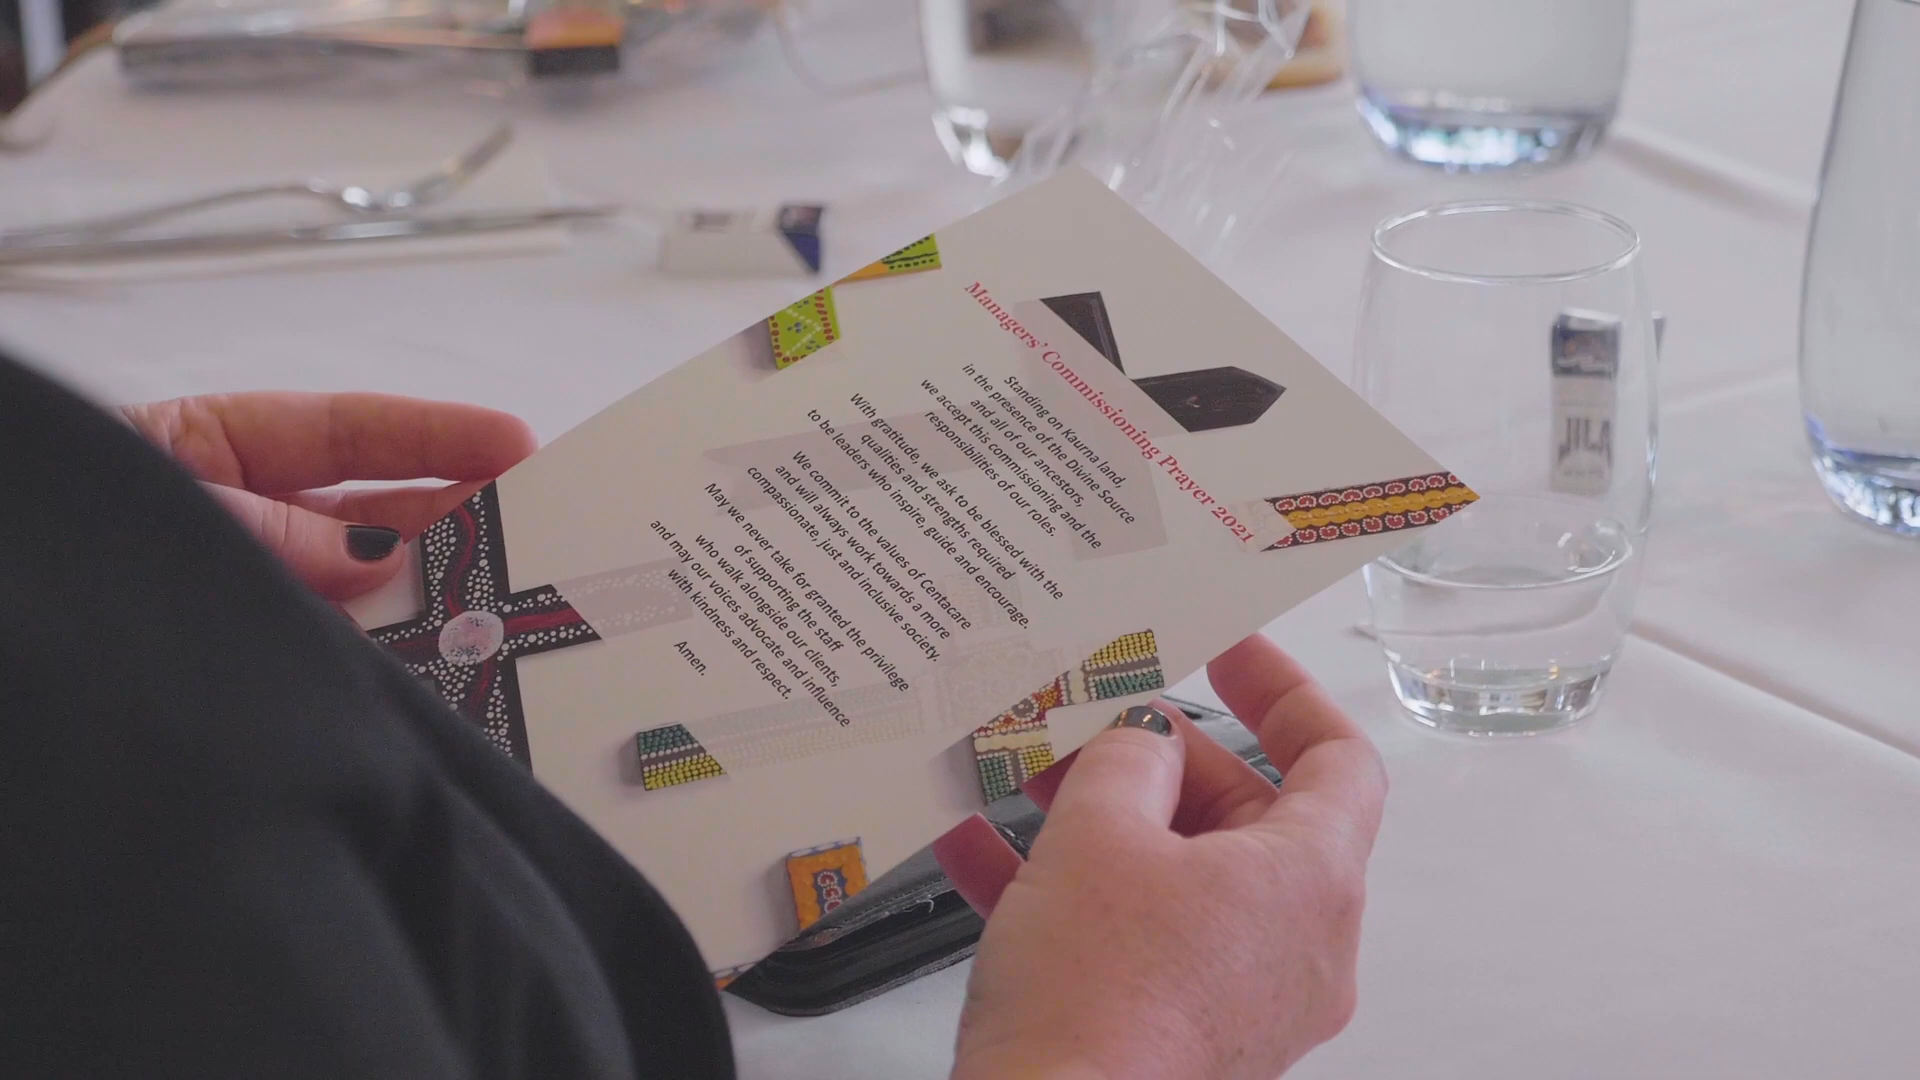 Managers' Commissioning Prayer 2021
Standing on Kaurna land,
in the presence of the Divine Source
and all of our ancestors,
we accept this commissioning and the
responsibilities of our roles.
With gratitude, we ask to be blessed with the
qualities and strengths required
to be leaders who inspire, guide and encourage.
We commit to the values of Centacare
and will always work towards a more
compassionate, just and inclusive society.
May we never take for granted the privilege
of supporting the staff
who walk alongside our clients,
and may our voices advocate and influence
with kindness and respect.
Amen.
JILA